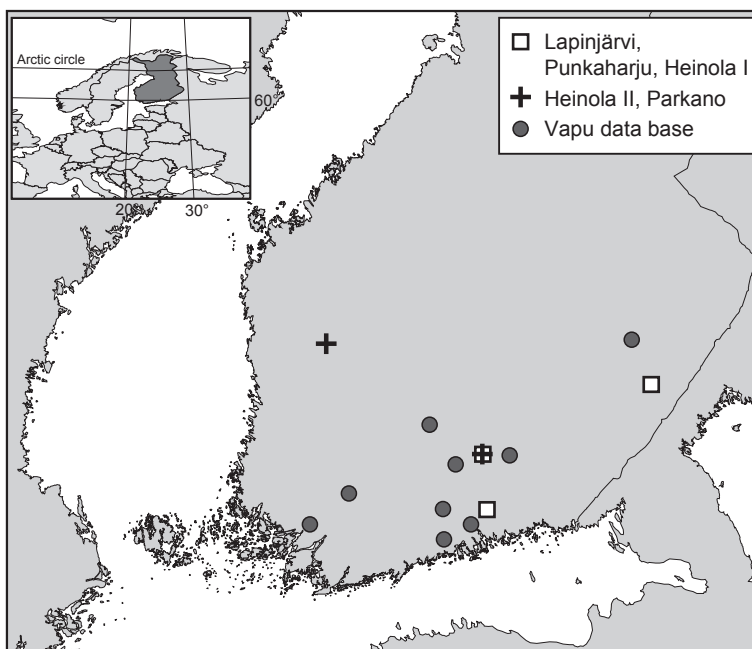 Arctic circle
60°
20°
30°
Lapinjärvi,
Punkaharju, Heinola I
Heinola II, Parkano
Vapu data base